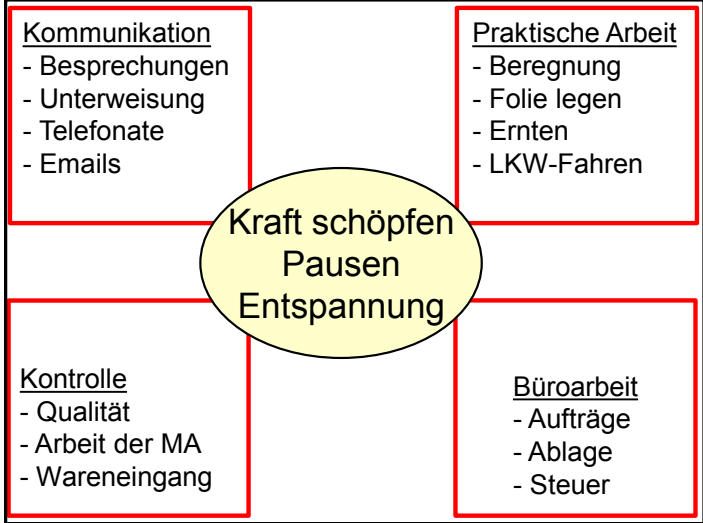 Kommunikation
- Besprechungen
- Unterweisung
- Telefonate
- Emails
Praktische Arbeit
- Beregnung
- Folie legen
- Ernten
- LKW-Fahren
Kraft schöpfen
Pausen
Entspannung
Kontrolle
- Qualität
- Arbeit der MA
- Wareneingang
Büroarbeit
- Aufträge
- Ablage
- Steuer